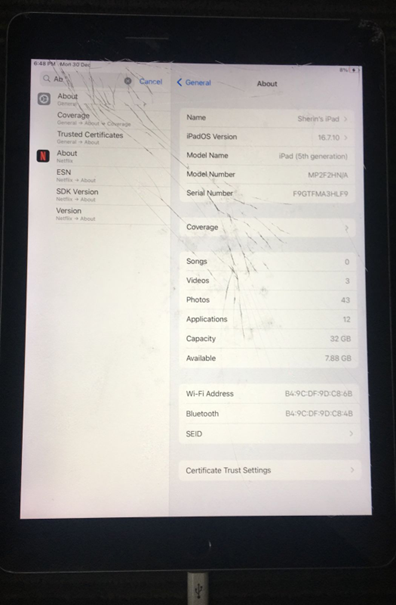 6:48 PM Mon 30 Dec
8%
Cancel
About
General
Coverage
General → About → Coverage
Trusted Certificates
General → About
About
Netflix
ESN
Netflix → About
SDK Version
Netflix → About
Version
Netflix → About
General
About
Name Sherin's iPad
iPadOS Version 16.7.10
Model Name iPad (5th generation)
Model Number
Serial Number
Coverage
Songs 0
Videos 3
Photos 43
Applications 12
Capacity 32 GB
Available 7.88 GB
Wi-Fi Address B4:9C:DF:9D:C8:6B
Bluetooth B4:9C:DF:9D:C8:4B
SEID
Certificate Trust Settings